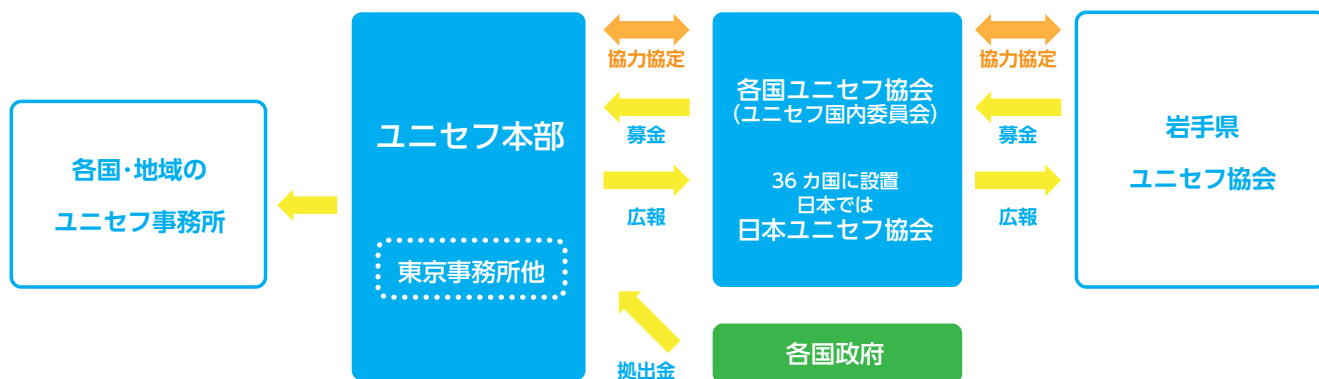 各国・地域の
ユニセフ事務所
ユニセフ本部
東京事務所他
協力協定
募金
広報
拠出金
各国ユニセフ協会
(ユニセフ国内委員会)
36 カ国に設置
日本では
日本ユニセフ協会
各国政府
協力協定
募金
広報
岩手県
ユニセフ協会